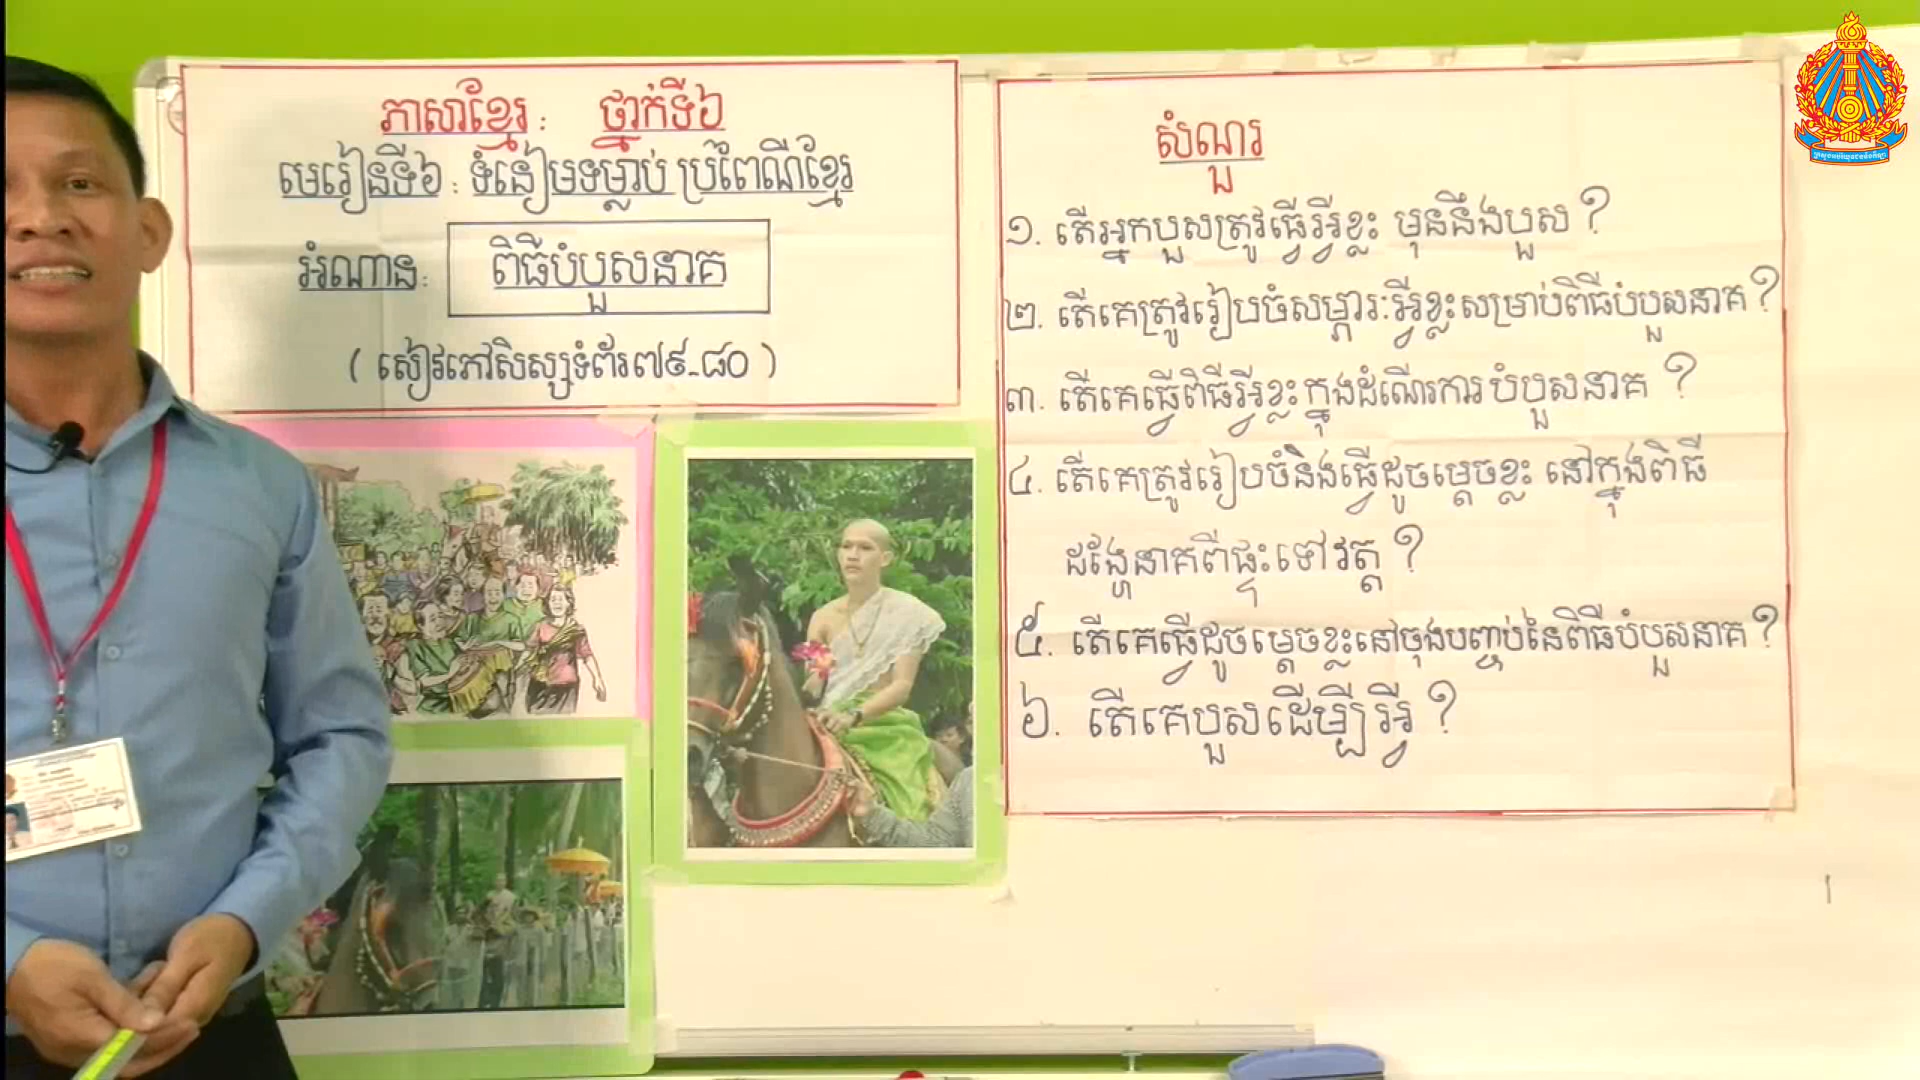 ភាសាខ្មែរ : ថ្នាក់ទី៦
មេរៀនទី៦ : ទំនៀមទម្លាប់ ប្រពៃណីខ្មែរ
អំណាន: ពិធីបំបួសនាគ
( សៀវភៅសិស្សទំព័រ៧៩-៨០ )
សំណួរ
១. តើអ្នកបួសត្រូវធ្វើអ្វីខ្លះ មុននឹងបួស ?
២. តើគេត្រូវរៀបចំសម្ភារៈអ្វីខ្លះសម្រាប់ពិធីបំបួសនាគ ?
៣. តើគេធ្វើពិធីអ្វីខ្លះក្នុងដំណើរការបំបួសនាគ ?
៤. តើគេត្រូវរៀបចំនិងធ្វើដូចម្ដេចខ្លះ នៅក្នុងពិធី
ដង្ហែនាគពីផ្ទះទៅវត្ត ?
៥. តើគេធ្វើដូចម្ដេចខ្លះនៅចុងបញ្ចប់នៃពិធីបំបួសនាគ ?
៦. តើគេបួសដើម្បីអ្វី ?